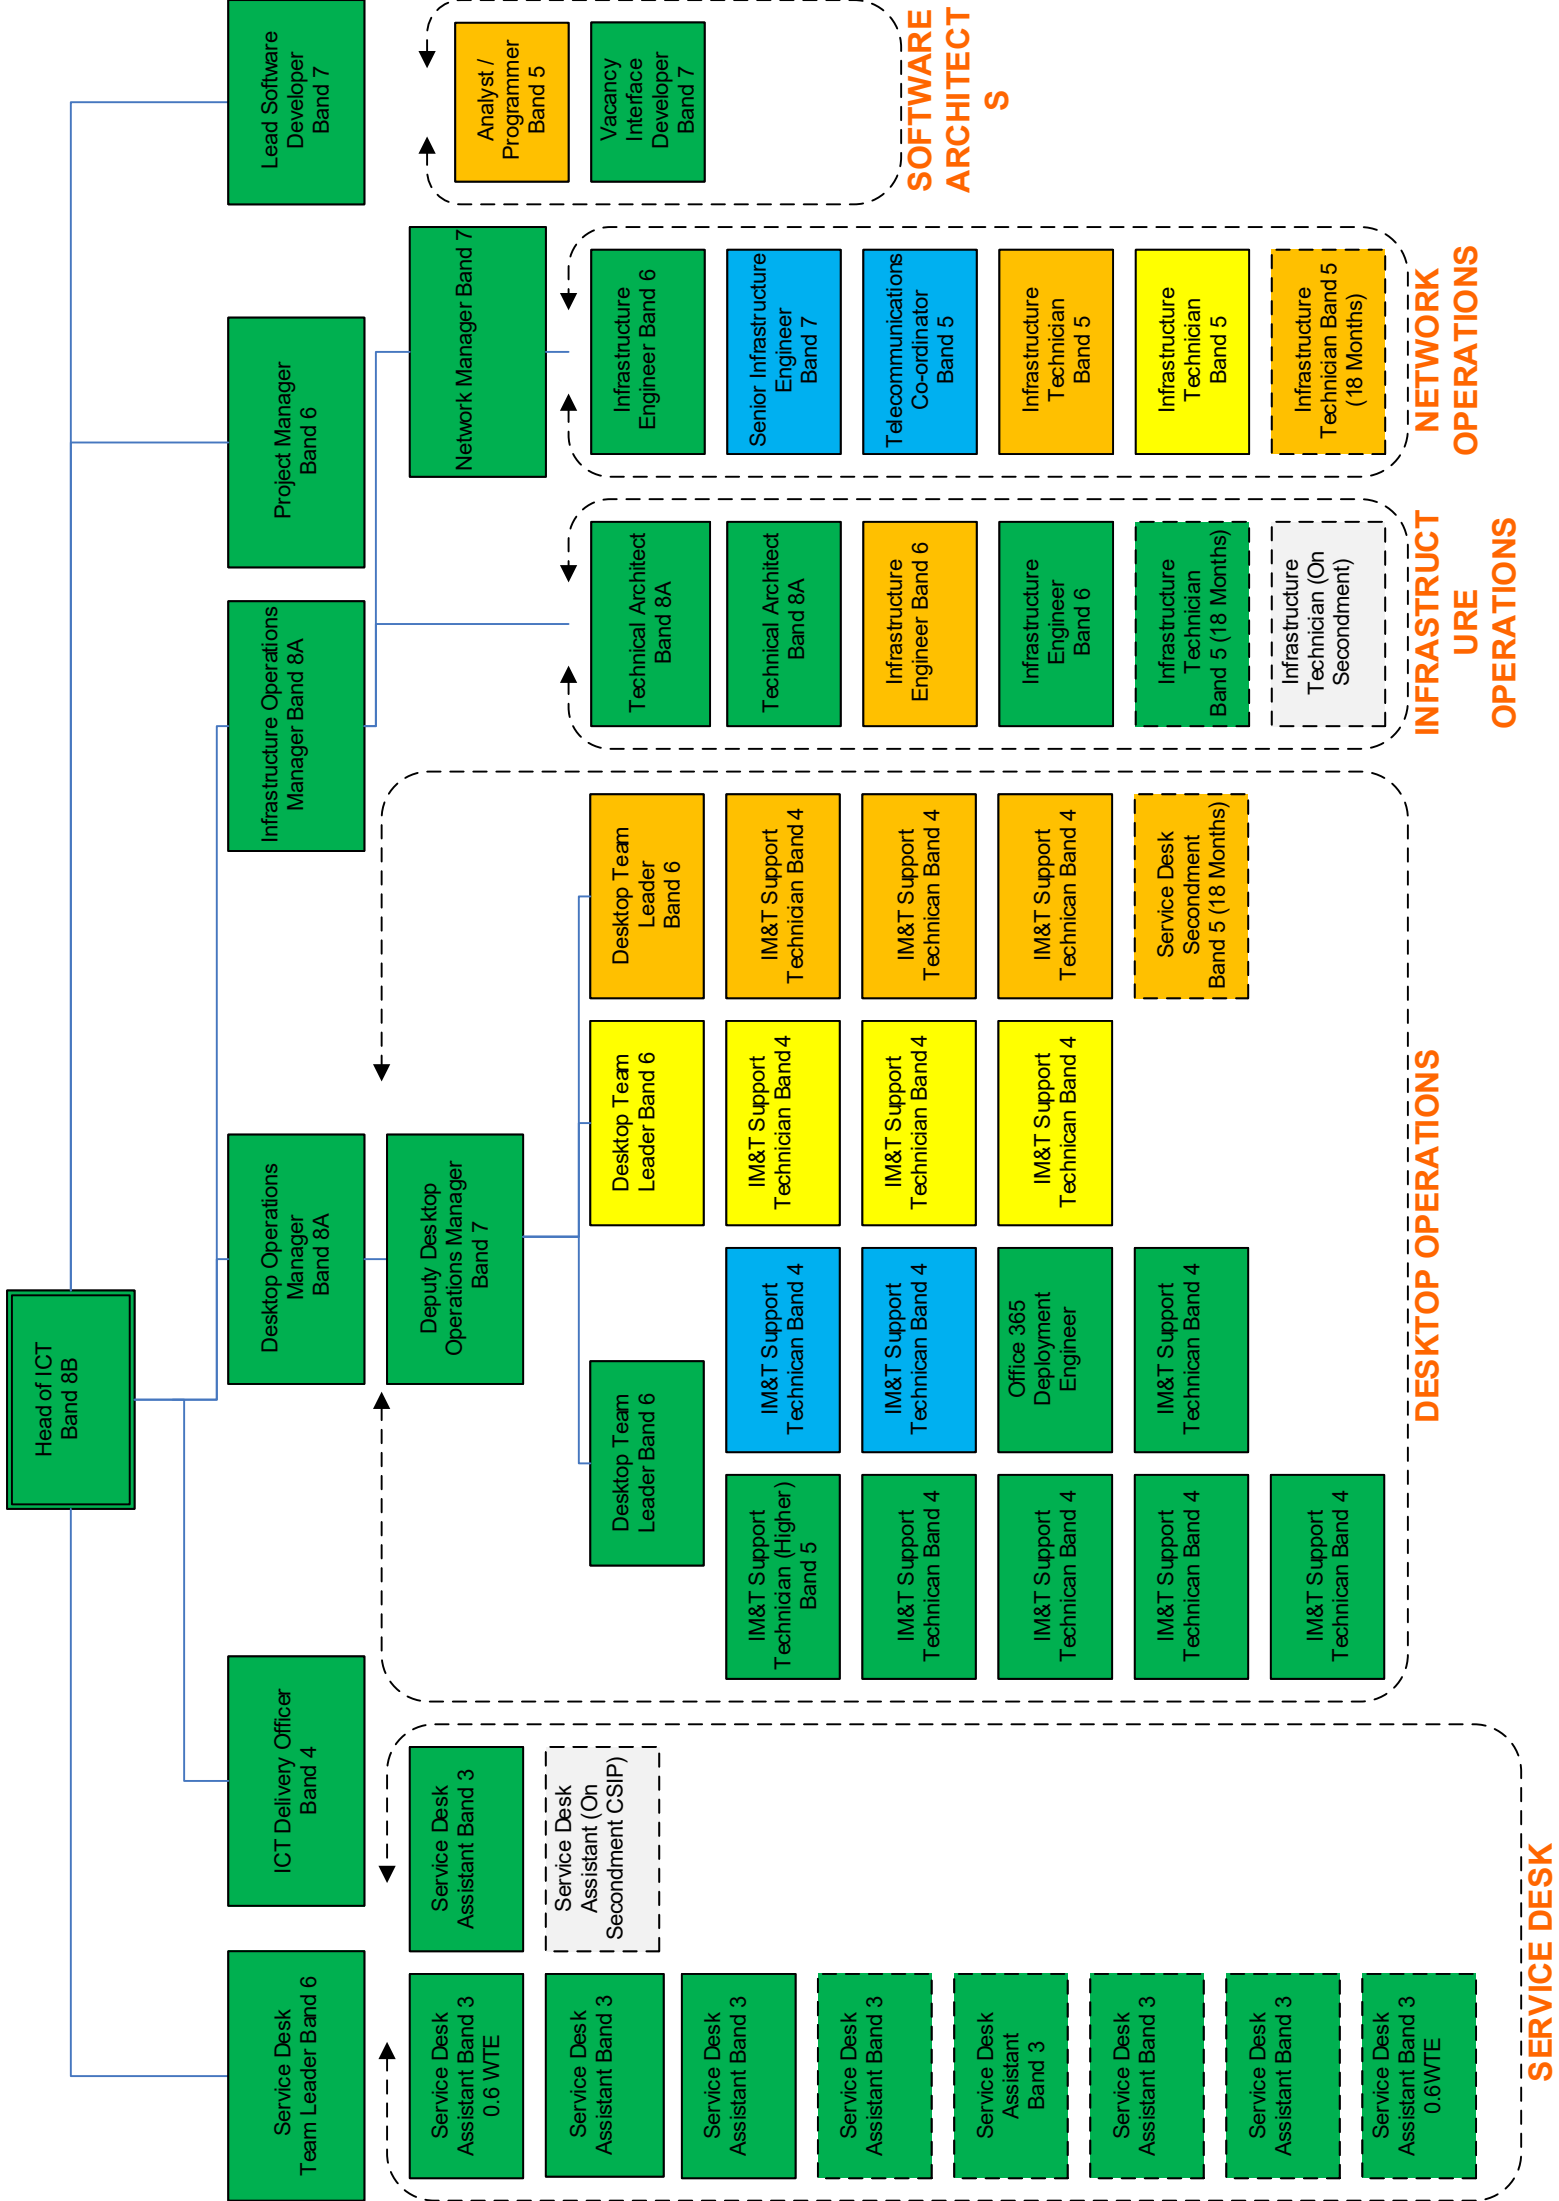 Head of ICT
Band 8B
Service Desk
Team Leader Band 6
ICT Delivery Officer
Band 4
Desktop Operations
Manager
Band 8A
Infrastructure Operations
Manager Band 8A
Project Manager
Band 6
Lead Software
Developer
Band 7
Deputy Desktop
Operations Manager
Band 7
Network Manager Band 7
Service Desk
Assistant Band 3
0.6 WTE
Service Desk
Assistant Band 3
Service Desk
Assistant Band 3
Service Desk
Assistant Band 3
Service Desk
Assistant
Band 3
Service Desk
Assistant Band 3
Service Desk
Assistant Band 3
Service Desk
Assistant Band 3
0.6WTE
Service Desk
Assistant Band 3
Service Desk
Assistant (On
Secondment CSIP)
SERVICE DESK
Desktop Team
Leader Band 6
IM&T Support
Technician (Higher)
Band 5
IM&T Support
Technican Band 4
IM&T Support
Technican Band 4
IM&T Support
Technican Band 4
IM&T Support
Technican Band 4
IM&T Support
Technican Band 4
IM&T Support
Technican Band 4
Office 365
Deployment
Engineer
IM&T Support
Technican Band 4
Desktop Team
Leader Band 6
IM&T Support
Technician Band 4
IM&T Support
Technican Band 4
IM&T Support
Technican Band 4
Desktop Team
Leader
Band 6
IM&T Support
Technician Band 4
IM&T Support
Technican Band 4
IM&T Support
Technican Band 4
Service Desk
Secondment
Band 5 (18 Months)
DESKTOP OPERATIONS
Technical Architect
Band 8A
Technical Architect
Band 8A
Infrastructure
Engineer Band 6
Infrastructure
Engineer
Band 6
Infrastructure
Technician
Band 5 (18 Months)
Infrastructure
Technician (On
Secondment)
INFRASTRUCT
URE
OPERATIONS
Infrastructure
Engineer Band 6
Senior Infrastructure
Engineer
Band 7
Telecommunications
Co-ordinator
Band 5
Infrastructure
Technician
Band 5
Infrastructure
Technician
Band 5
Infrastructure
Technician Band 5
(18 Months)
NETWORK
OPERATIONS
Analyst /
Programmer
Band 5
Vacancy
Interface
Developer
Band 7
SOFTWARE
ARCHITECT
S